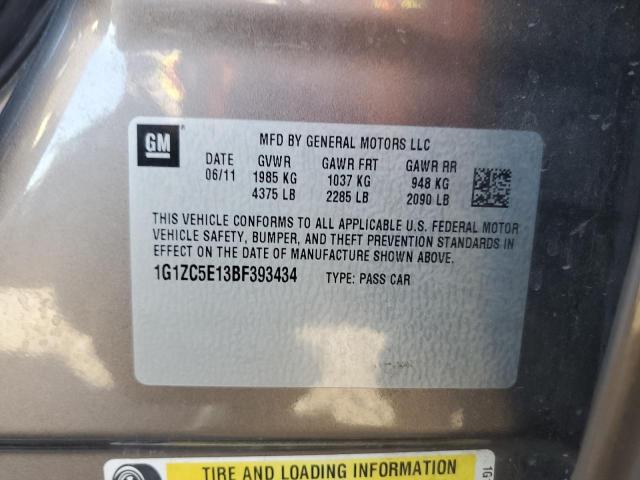 GM
MFD BY GENERAL MOTORS LLC
DATE GVWR GAWR FRT GAWR RR
06/11 1985 KG 1037 KG 948 KG
4375 LB 2285 LB 2090 LB
THIS VEHICLE CONFORMS TO ALL APPLICABLE U.S. FEDERAL MOTOR
VEHICLE SAFETY, BUMPER, AND THEFT PREVENTION STANDARDS IN
EFFECT ON THE DATE OF MANUFACTURE SHOWN ABOVE.
1G1ZC5E13BF393434 TYPE: PASS CAR
TIRE AND LOADING INFORMATION
1G